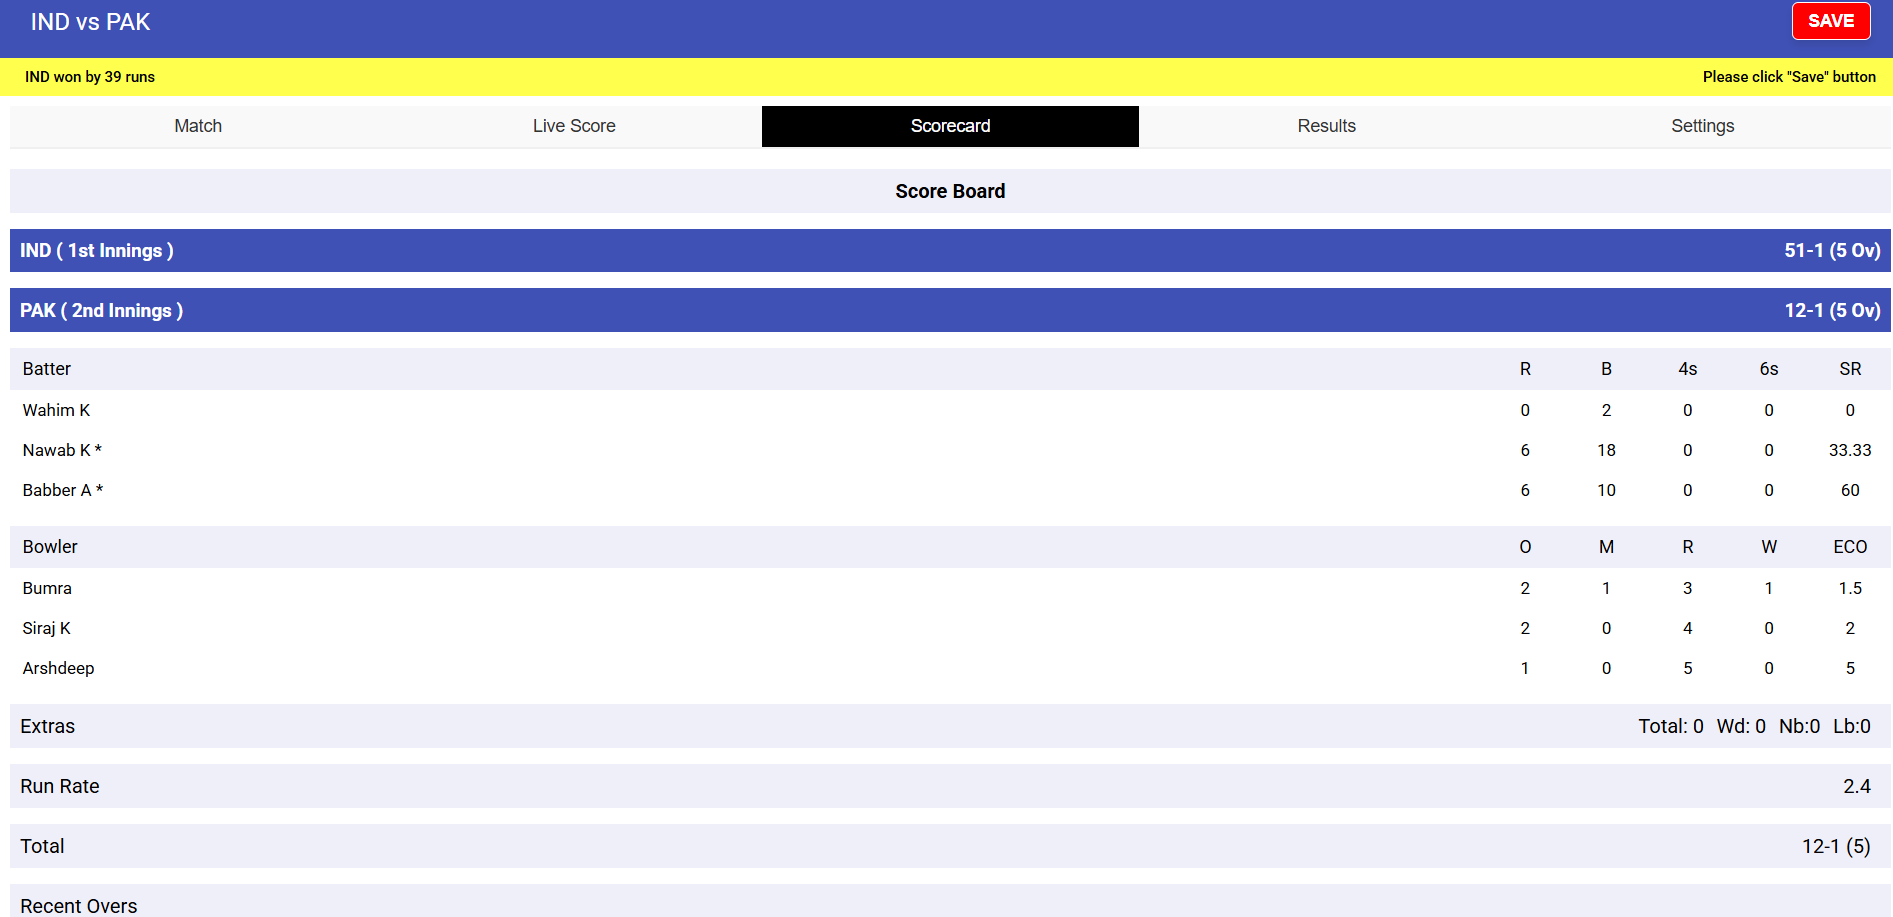 IND vs PAK SAVE
IND won by 39 runs Please click "Save" button
Match Live Score Scorecard Results Settings
Score Board
IND ( 1st Innings ) 51-1 (5 Ov)
PAK ( 2nd Innings ) 12-1 (5 Ov)
Batter R B 4s 6s SR
Wahim K 0 2 0 0 0
Nawab K * 6 18 0 0 33.33
Babber A * 6 10 0 0 60
Bowler O M R W ECO
Bumra 2 1 3 1 1.5
Siraj K 2 0 4 0 2
Arshdeep 1 0 5 0 5
Extras Total: 0 Wd: 0 Nb:0 Lb:0
Run Rate 2.4
Total 12-1 (5)
Recent Overs